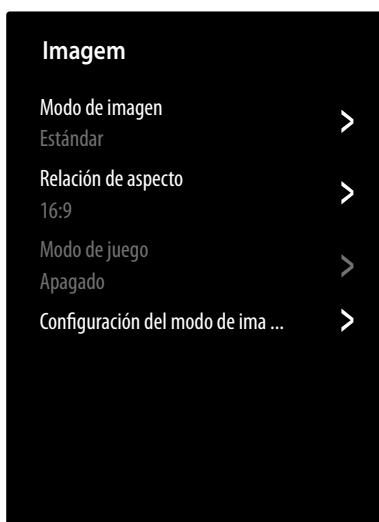 Imagem
Modo de imagen
Estándar
Relación de aspecto
16:9
Modo de juego
Apagado
Configuración del modo de ima ...